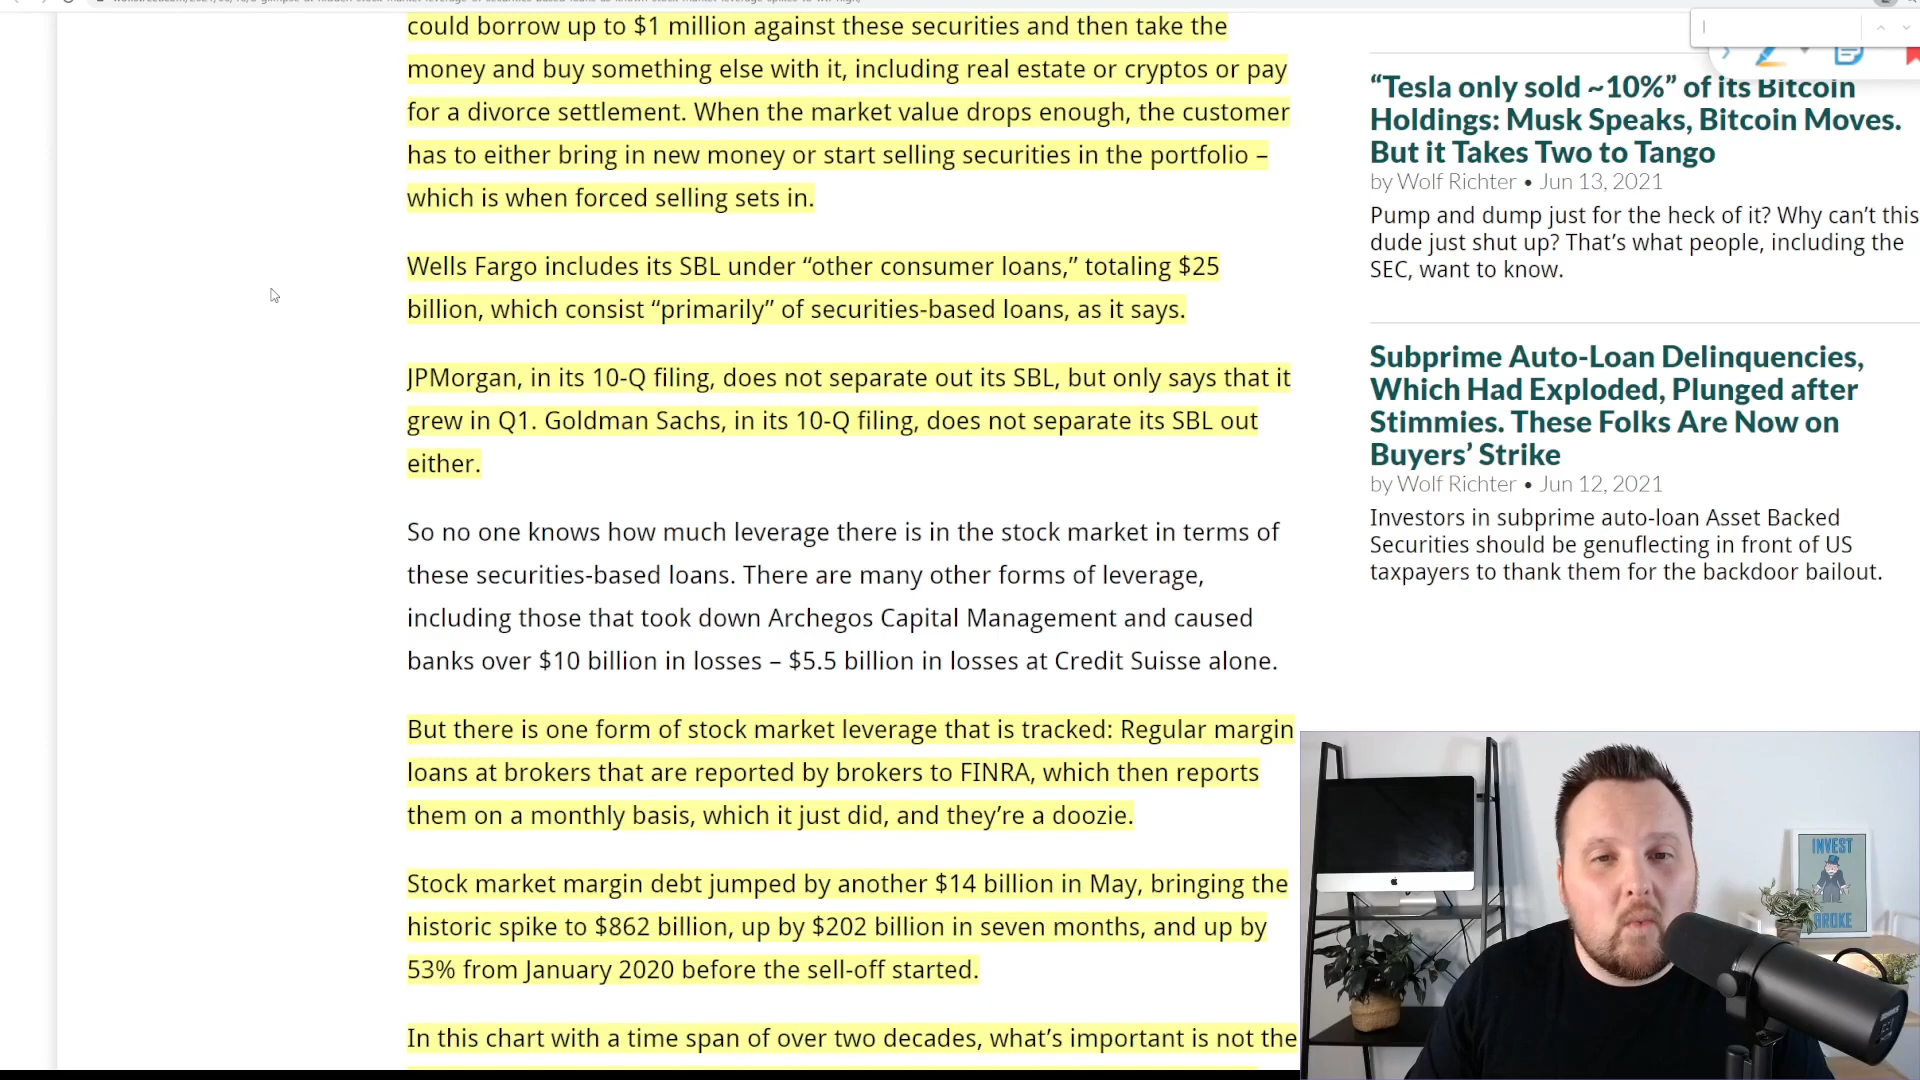 could borrow up to $1 million against these securities and then take the
money and buy something else with it, including real estate or cryptos or pay
for a divorce settlement. When the market value drops enough, the customer
has to either bring in new money or start selling securities in the portfolio –
which is when forced selling sets in.
Wells Fargo includes its SBL under “other consumer loans,” totaling $25
billion, which consist “primarily” of securities-based loans, as it says.
JPMorgan, in its 10-Q filing, does not separate out its SBL, but only says that it
grew in Q1. Goldman Sachs, in its 10-Q filing, does not separate its SBL out
either.
So no one knows how much leverage there is in the stock market in terms of
these securities-based loans. There are many other forms of leverage,
including those that took down Archegos Capital Management and caused
banks over $10 billion in losses – $5.5 billion in losses at Credit Suisse alone.
But there is one form of stock market leverage that is tracked: Regular margin
loans at brokers that are reported by brokers to FINRA, which then reports
them on a monthly basis, which it just did, and they’re a doozie.
Stock market margin debt jumped by another $14 billion in May, bringing the
historic spike to $862 billion, up by $202 billion in seven months, and up by
53% from January 2020 before the sell-off started.
In this chart with a time span of over two decades, what’s important is not the
“Tesla only sold ~10%” of its Bitcoin
Holdings: Musk Speaks, Bitcoin Moves.
But it Takes Two to Tango
by Wolf Richter • Jun 13, 2021
Pump and dump just for the heck of it? Why can’t this
dude just shut up? That’s what people, including the
SEC, want to know.
Subprime Auto-Loan Delinquencies,
Which Had Exploded, Plunged after
Stimmies. These Folks Are Now on
Buyers’ Strike
by Wolf Richter • Jun 12, 2021
Investors in subprime auto-loan Asset Backed
Securities should be genuflecting in front of US
taxpayers to thank them for the backdoor bailout.
INVEST
BROKE